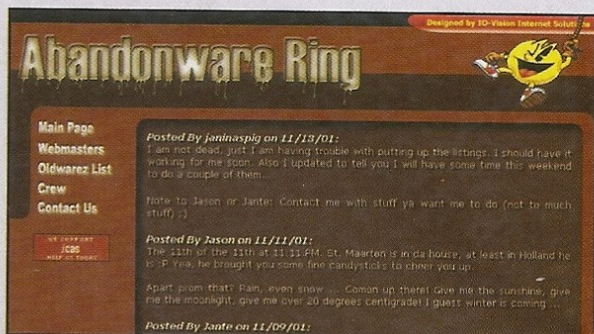 Designed by IO-Vision Internet Solutions
Abandonware Ring
Main Page
Webmasters
Oldwarez List
Crew
Contact Us
WE SUPPORT
HELP US TODAY
Posted By janinaspig on 11/13/01:
I am not dead, just I am having trouble with putting up the listings. I should have it
working for me soon. Also I updated to tell you I will have some time this weekend
to do a couple of them...
Note to Jason or Jante: Contact me with stuff ya want me to do (not to much
stuff) ;)
Posted By Jason on 11/11/01:
The 11th of the 11th at 11:11 PM. St. Maarten is in da house, at least in Holland he
is :P Yea, he brought you some fine candysticks to cheer you up.
Apart prom that? Rain, even snow ... Comon up there! Give me the sunshine, give
me the moonlight, give me over 20 degrees centigrade! I guess winter is coming ...
Posted By Jante on 11/09/01: